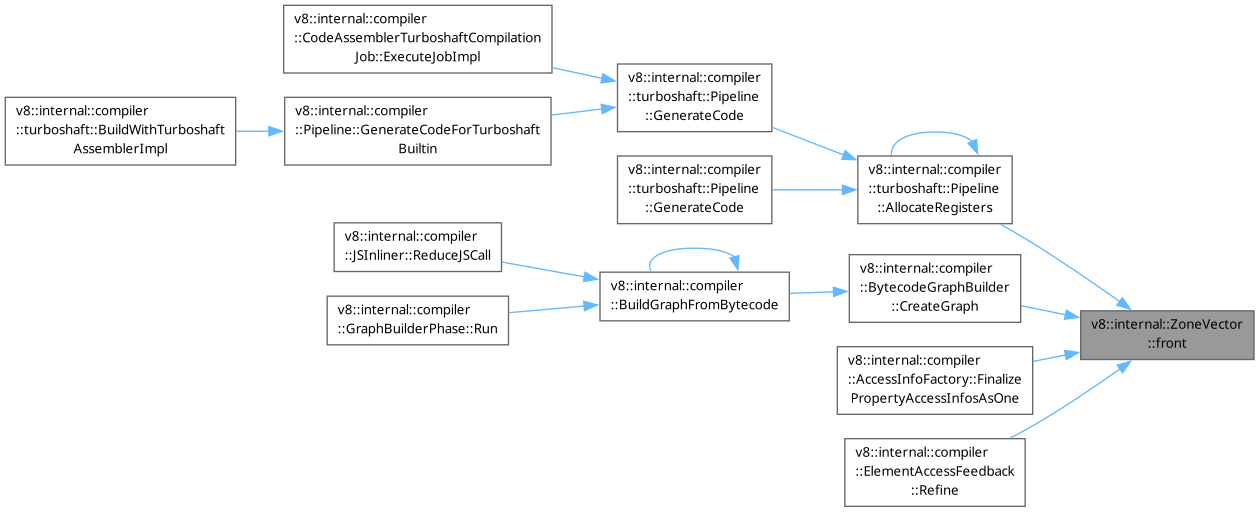 v8::internal::compiler
::CodeAssemblerTurboshaftCompilation
Job::ExecuteJobImpl
v8::internal::compiler
::turboshaft::Pipeline
::GenerateCode
v8::internal::compiler
::turboshaft::BuildWithTurboshaft
AssemblerImpl
v8::internal::compiler
::Pipeline::GenerateCodeForTurboshaft
Builtin
v8::internal::compiler
::turboshaft::Pipeline
::GenerateCode
v8::internal::compiler
::turboshaft::Pipeline
::AllocateRegisters
v8::internal::compiler
::JSInliner::ReduceJSCall
v8::internal::compiler
::GraphBuilderPhase::Run
v8::internal::compiler
::BuildGraphFromBytecode
v8::internal::compiler
::BytecodeGraphBuilder
::CreateGraph
v8::internal::ZoneVector
::front
v8::internal::compiler
::AccessInfoFactory::Finalize
PropertyAccessInfosAsOne
v8::internal::compiler
::ElementAccessFeedback
::Refine